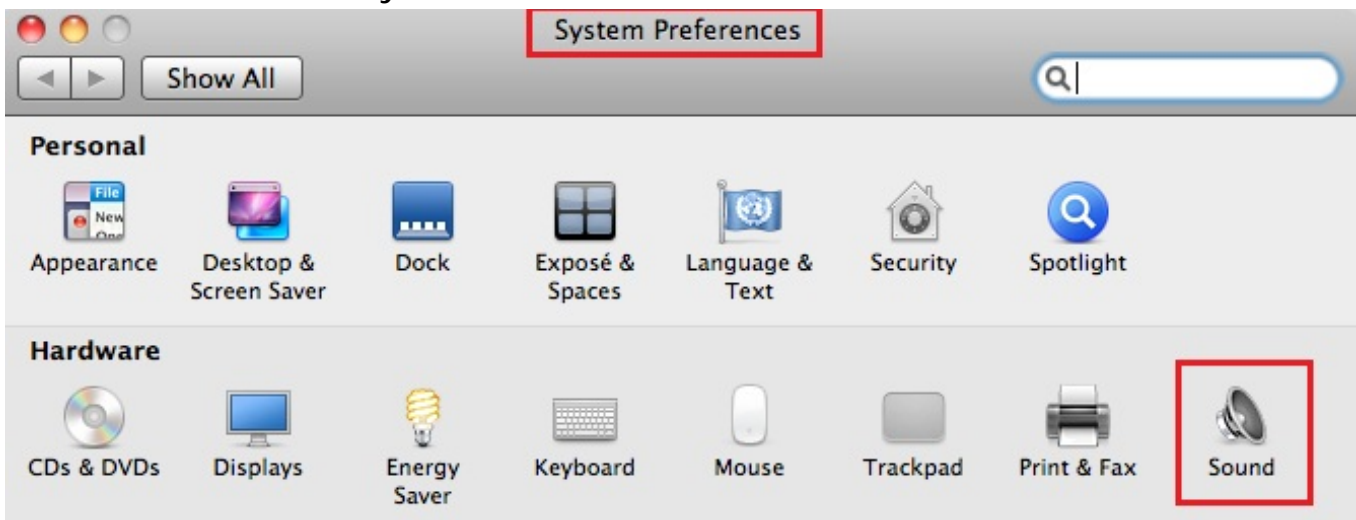 System Preferences
Show All
Personal
File
New
One
Appearance
Desktop &
Screen Saver
Dock
Exposé &
Spaces
Language &
Text
Security
Spotlight
Hardware
CDs & DVDs
Displays
Energy
Saver
Keyboard
Mouse
Trackpad
Print & Fax
Sound